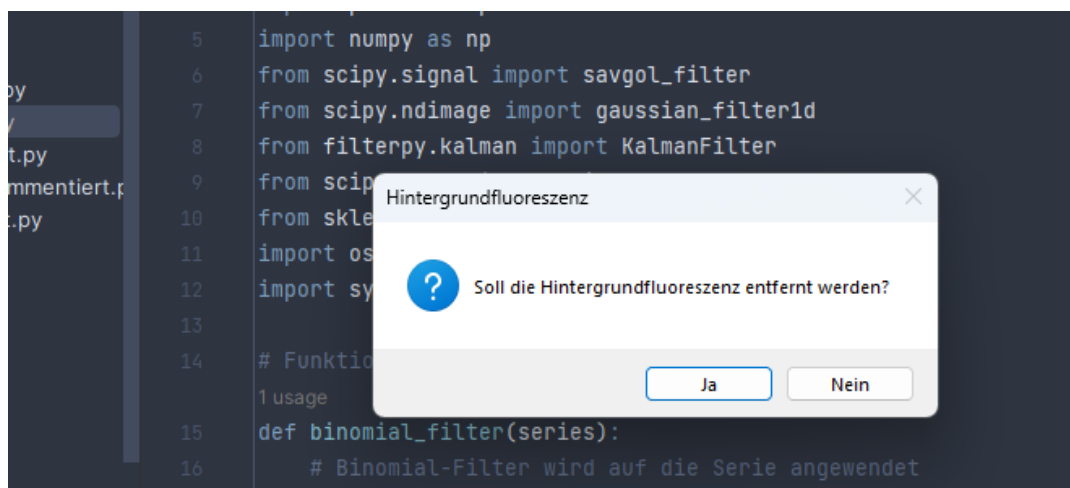 py
5 import numpy as np
6 from scipy.signal import savgol_filter
7 from scipy.ndimage import gaussian_filter1d
t.py
8 from filterpy.kalman import KalmanFilter
mmentiert.p
9 from scip
t.py
10 from skle
11 import os
12 import sy
13
14 # Funktio
1 usage
15 def binomial_filter(series):
16 # Binomial-Filter wird auf die Serie angewendet
Hintergrundfluoreszenz
Soll die Hintergrundfluoreszenz entfernt werden?
Ja Nein